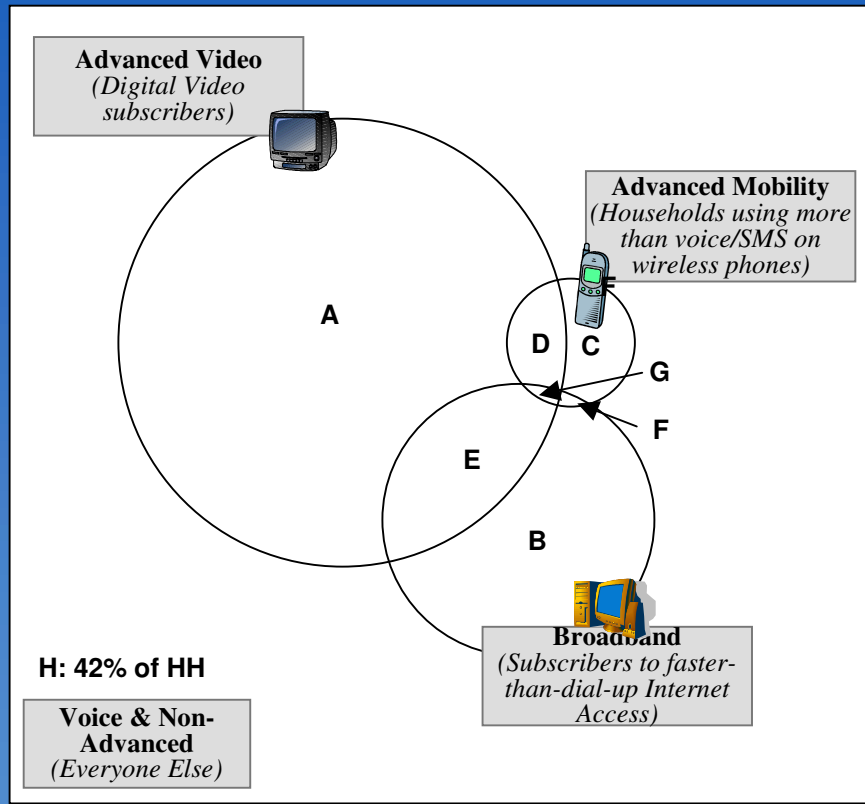 Advanced Video
(Digital Video
subscribers)
Advanced Mobility
(Households using more
than voice/SMS on
wireless phones)
A
D
C
G
F
E
B
H: 42% of HH
Broadband
(Subscribers to faster-
than-dial-up Internet
Access)
Voice & Non-
Advanced
(Everyone Else)